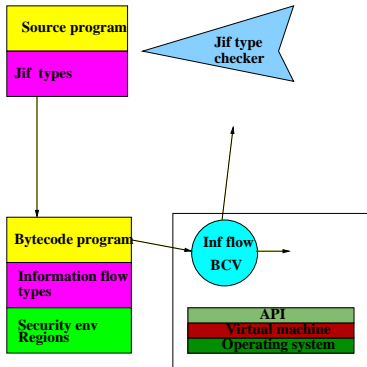 Source program
Jif types
Jif type
checker
Bytecode program
Information flow
types
Security env
Regions
Inf flow
BCV
API
Virtual machine
Operating system